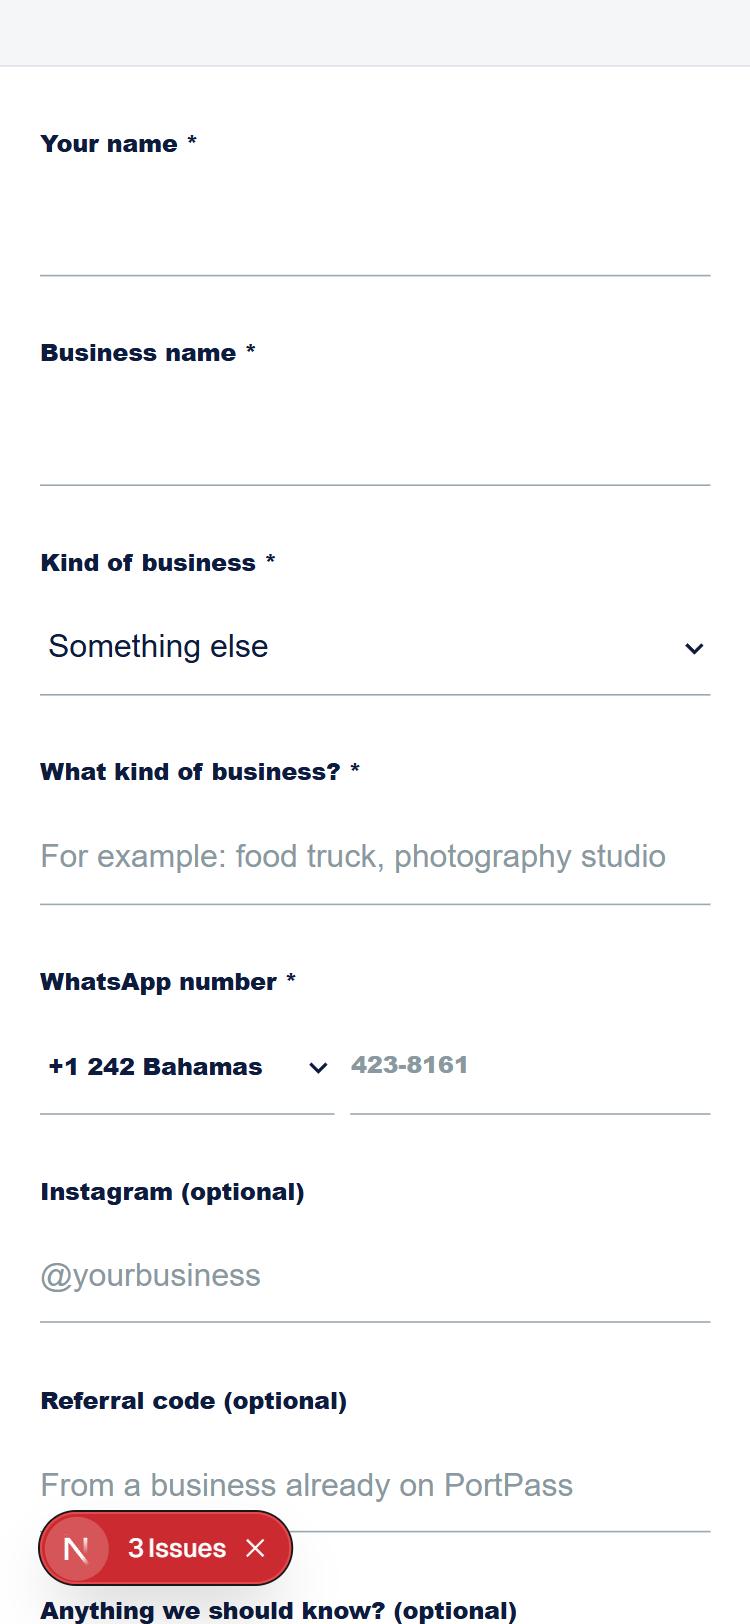 Your name *
Business name *
Kind of business *
Something else
What kind of business? *
For example: food truck, photography studio
WhatsApp number *
+1 242 Bahamas 423-8161
Instagram (optional)
@yourbusiness
Referral code (optional)
From a business already on PortPass
N 3 Issues
Anything we should know? (optional)